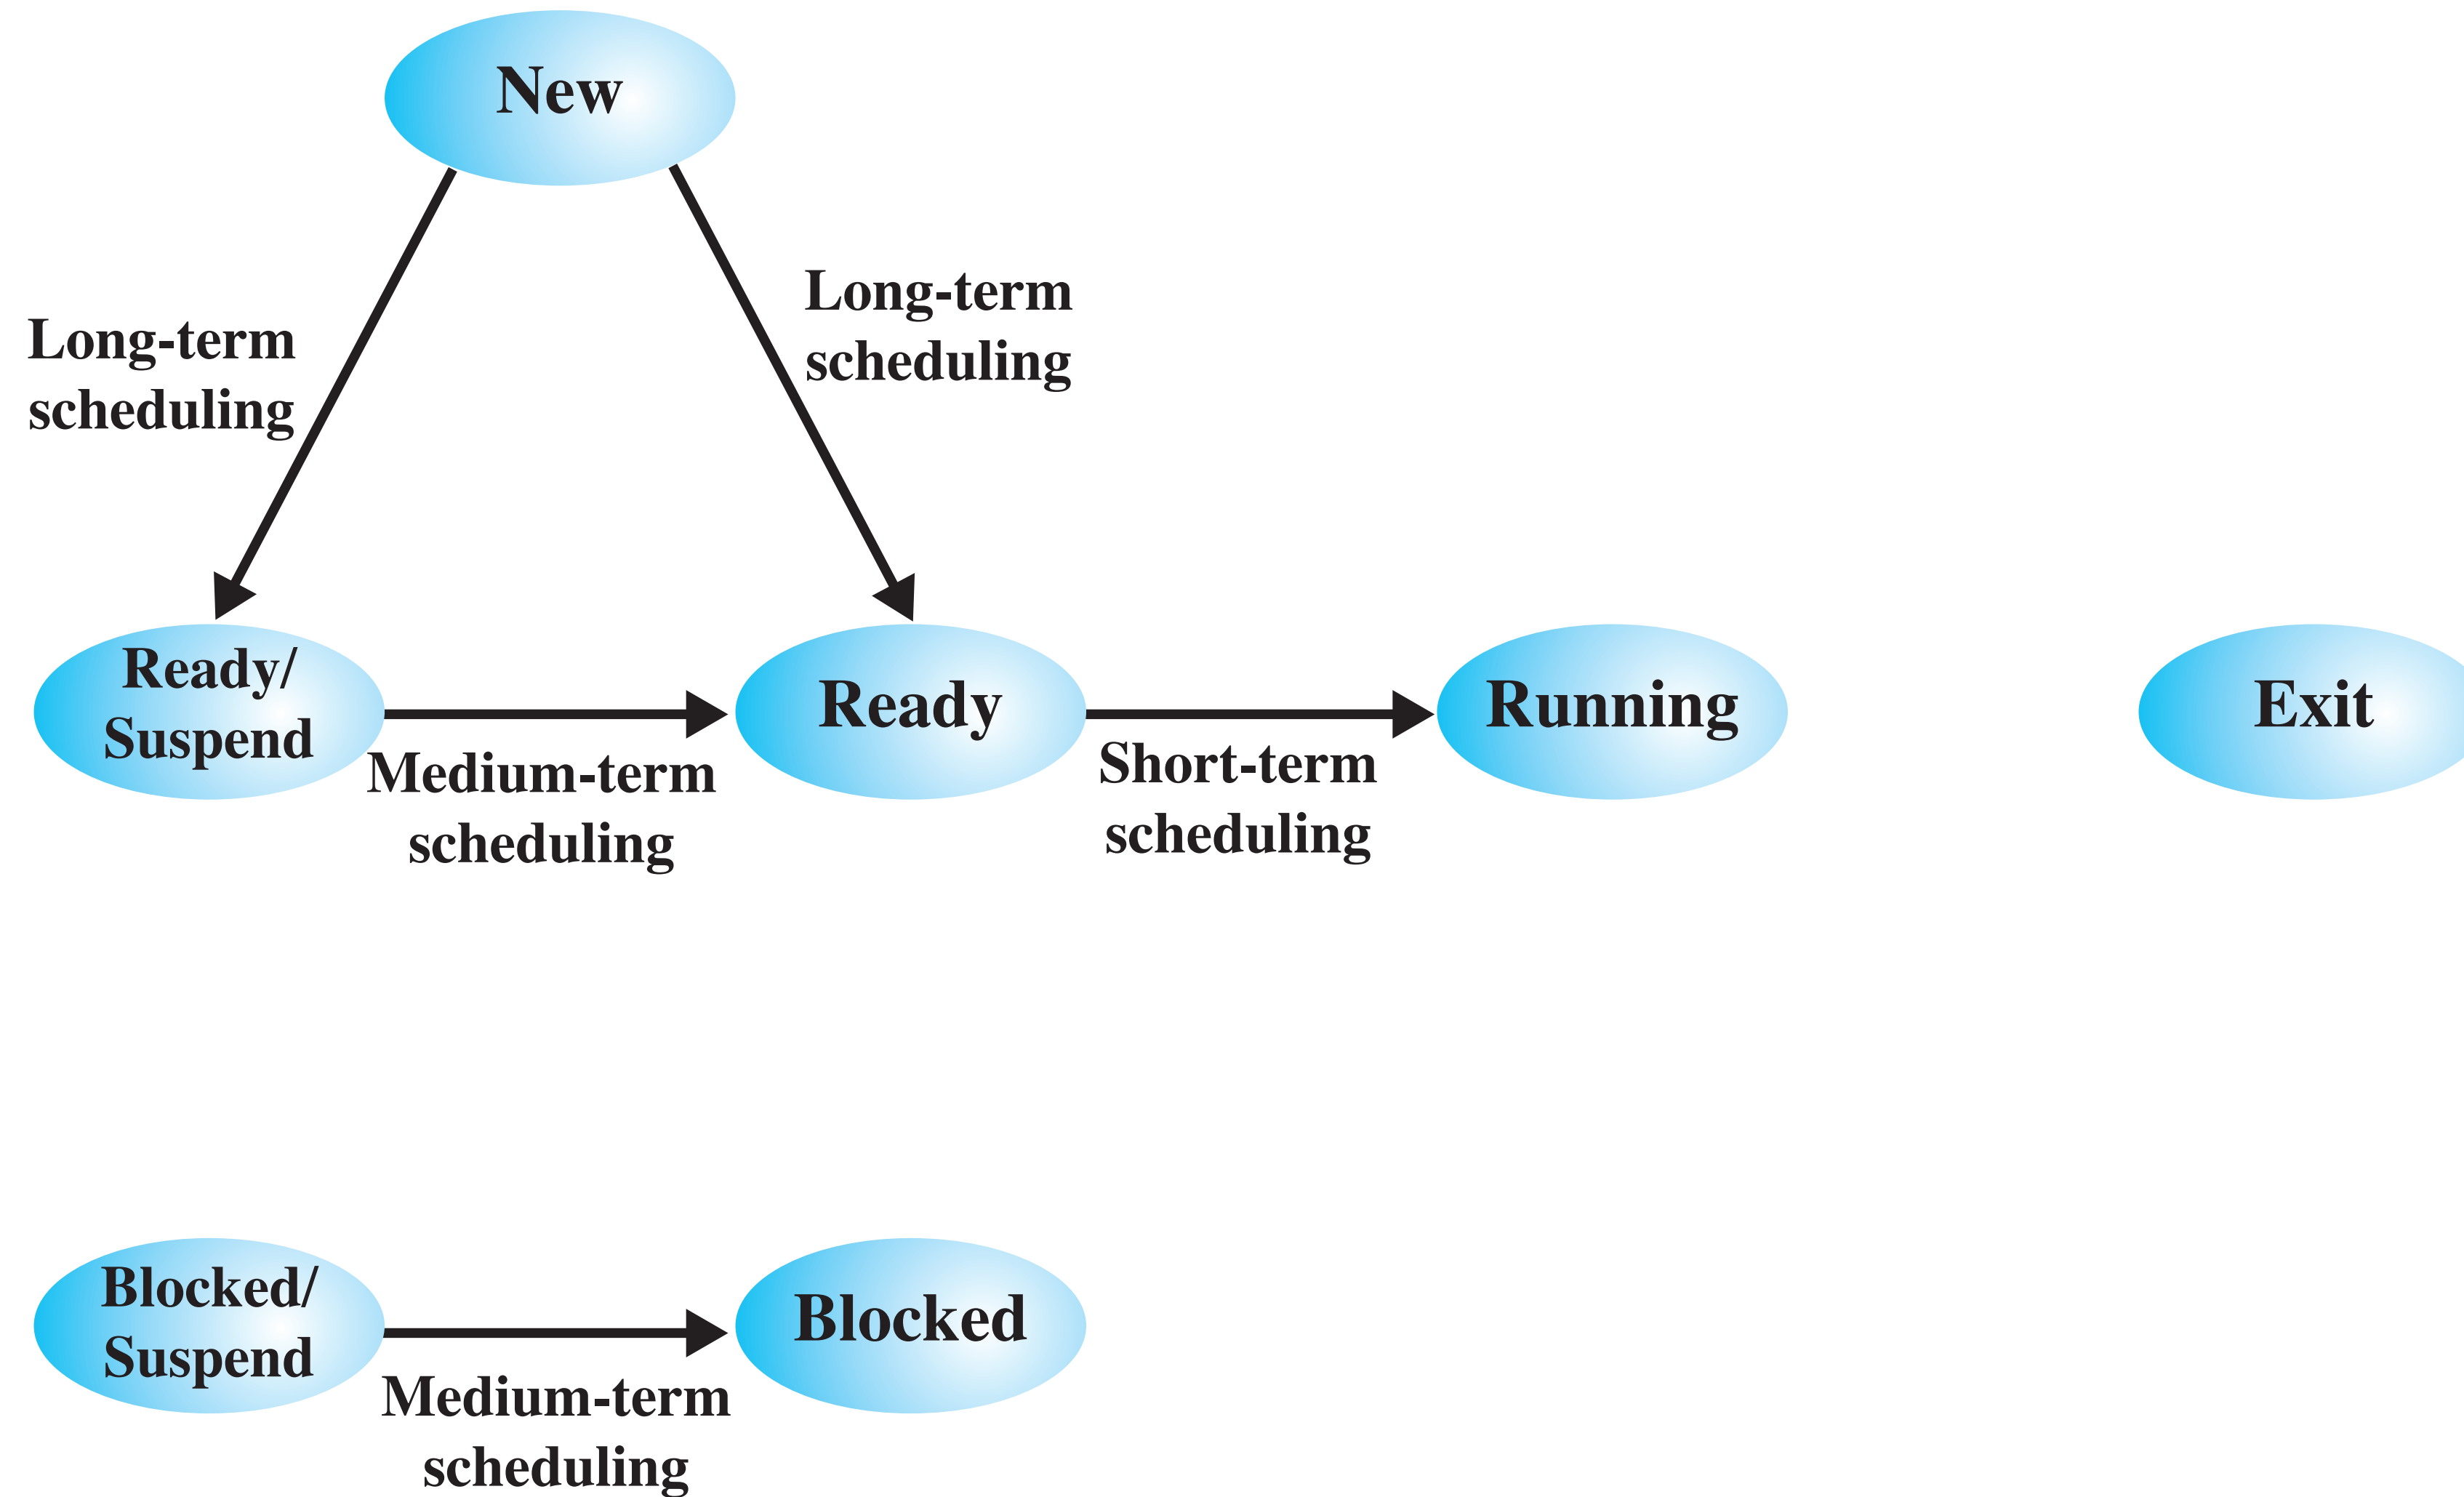 New
Long-term
scheduling
Long-term
scheduling
Ready/
Suspend
Medium-term
scheduling
Ready
Short-term
scheduling
Running
Exit
Blocked/
Suspend
Medium-term
scheduling
Blocked